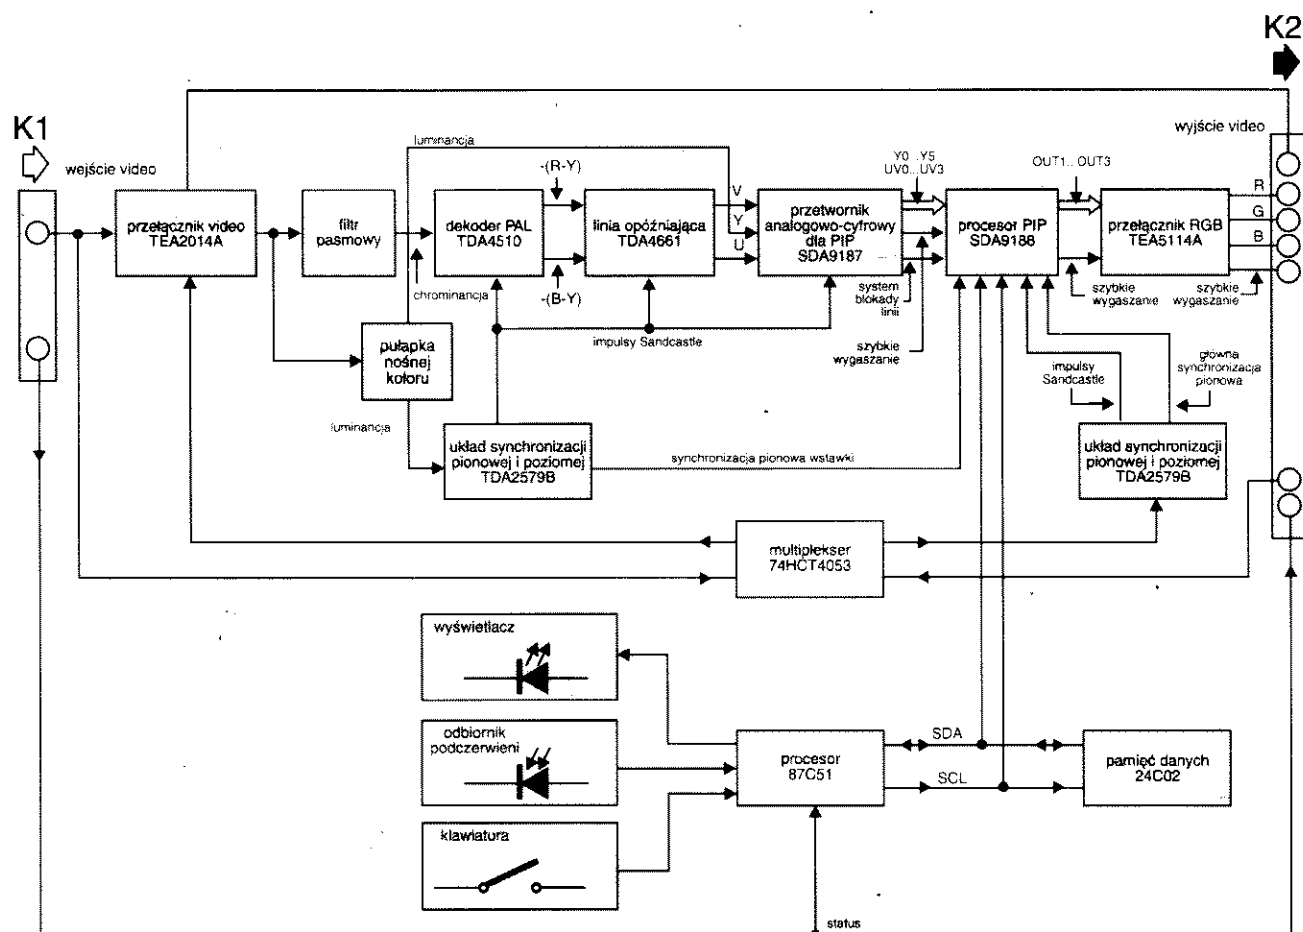 K2
K1
wejście video
wyjście video
luminancja
-(R-Y)
Y0...Y5
UV0...UV3
OUT1...OUT3
przełącznik video
TEA2014A
filtr
pasmowy
dekoder PAL
TDA4510
linia opóźniająca
TDA4661
V
Y
U
przetwornik
analogowo-cyfrowy
dla PIP
SDA9187
procesor PIP
SDA9188
przełącznik RGB
TEA5114A
R
G
B
chrominancja
-(B-Y)
system
blokady
linii
szybkie
wygaszanie
szybkie
wygaszanie
pułapka
nośnej
koloru
impulsy Sandcastle
szybkie
wygaszanie
impulsy
Sandcastle
główna
synchronizacja
pionowa
luminancja
układ synchronizacji
pionowej i poziomej
TDA2579B
synchronizacja pionowa wstawki
układ synchronizacji
pionowej i poziomej
TDA2579B
multiplekser
74HCT4053
wyświetlacz
odbiornik
podczerwieni
procesor
87C51
SDA
SCL
pamięć danych
24C02
klawiatura
status